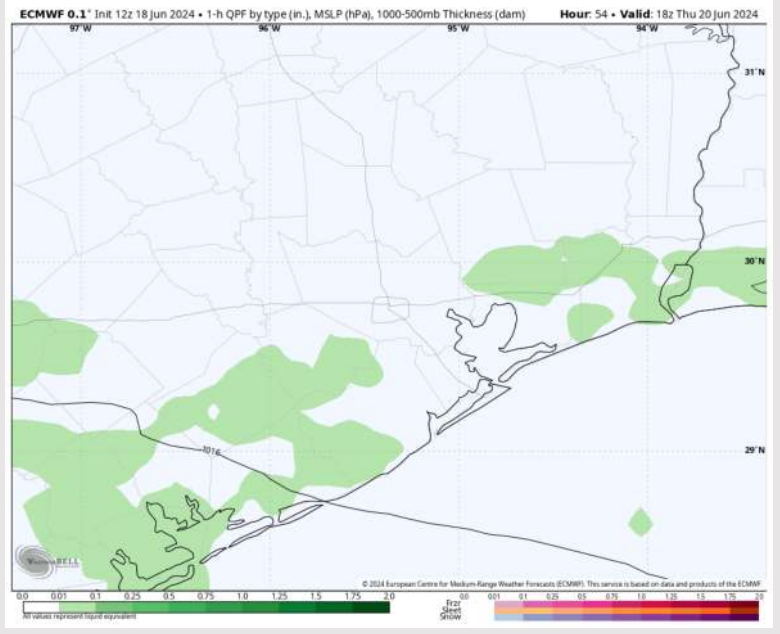 ECMWF 0.1° Init 12z 18 Jun 2024 • 1-h QPF by type (in.), MSLP (hPa), 1000-500mb Thickness (dam) Hour: 54 • Valid: 18z Thu 20 Jun 2024
97°W 96°W 95°W 94°W
31°N
30°N
1016
29°N
WeatherBELL
© 2024 European Centre for Medium-Range Weather Forecasts (ECMWF). This service is based on data and products of the ECMWF.
0.0 0.01 0.1 0.25 0.5 0.75 1.0 1.25 1.5 1.75 2.0 0.0 0.01 0.1 0.25 0.5 0.75 1.0 1.25 1.5 1.75 2.0
Frzr
Sleet
Snow
All values represent liquid equivalent